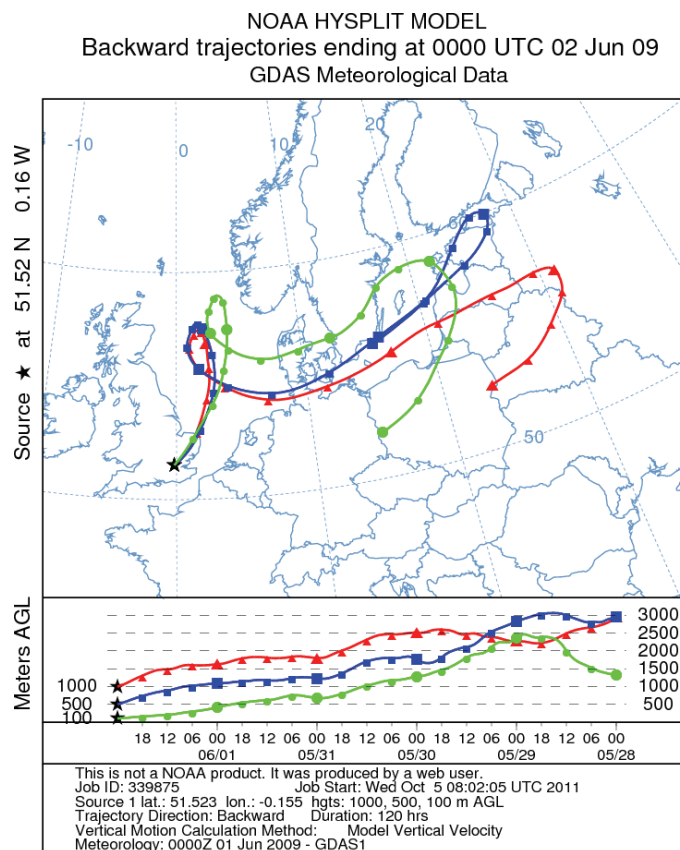 NOAA HYSPLIT MODEL
Backward trajectories ending at 0000 UTC 02 Jun 09
GDAS Meteorological Data
Source ★ at 51.52 N 0.16 W
-10
0
10
20
50
Meters AGL
1000
500
100
3000
2500
2000
1500
1000
500
18 12 06 00 18 12 06 00 18 12 06 00 18 12 06 00 18 12 06 00
06/01 05/31 05/30 05/29 05/28
This is not a NOAA product. It was produced by a web user.
Job ID: 339875 Job Start: Wed Oct 5 08:02:05 UTC 2011
Source 1 lat.: 51.523 lon.: -0.155 hgts: 1000, 500, 100 m AGL
Trajectory Direction: Backward Duration: 120 hrs
Vertical Motion Calculation Method: Model Vertical Velocity
Meteorology: 0000Z 01 Jun 2009 - GDAS1